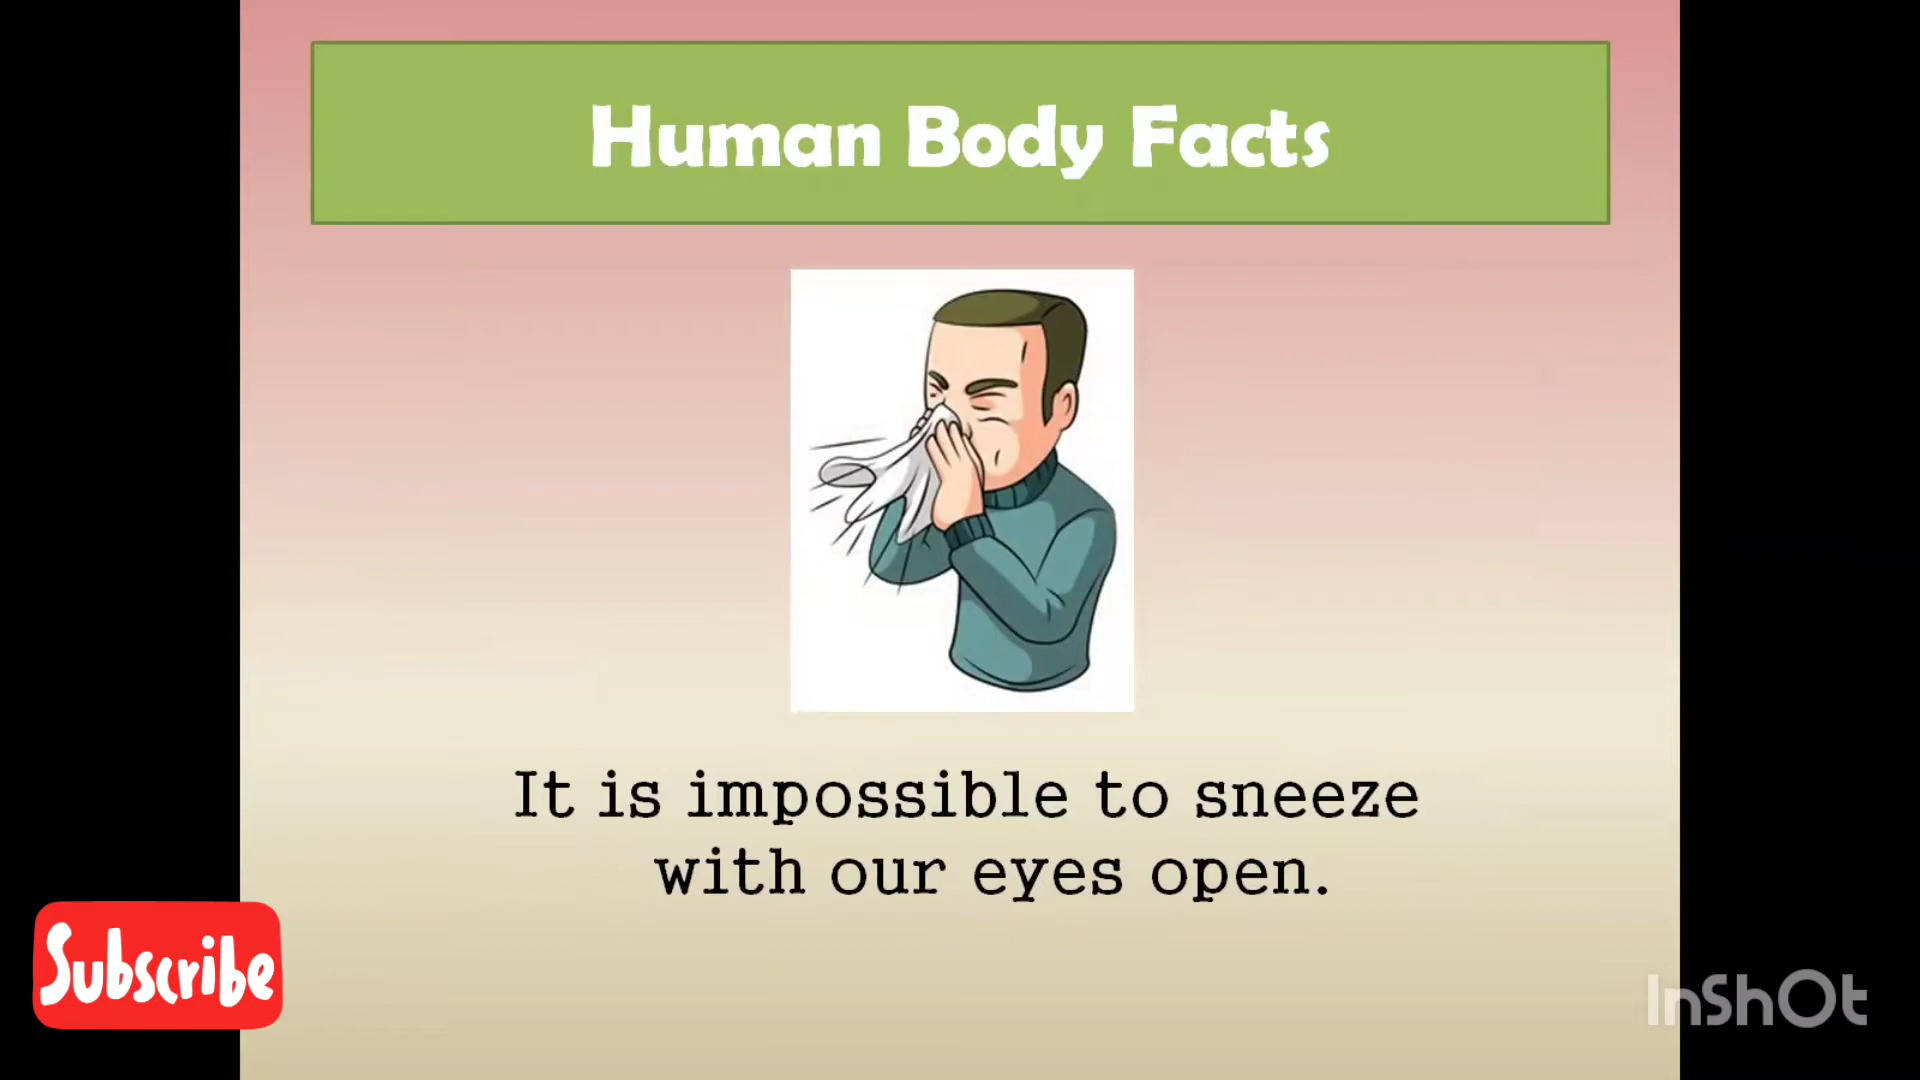 Human Body Facts
It is impossible to sneeze
with our eyes open.
Subscribe
InShOt